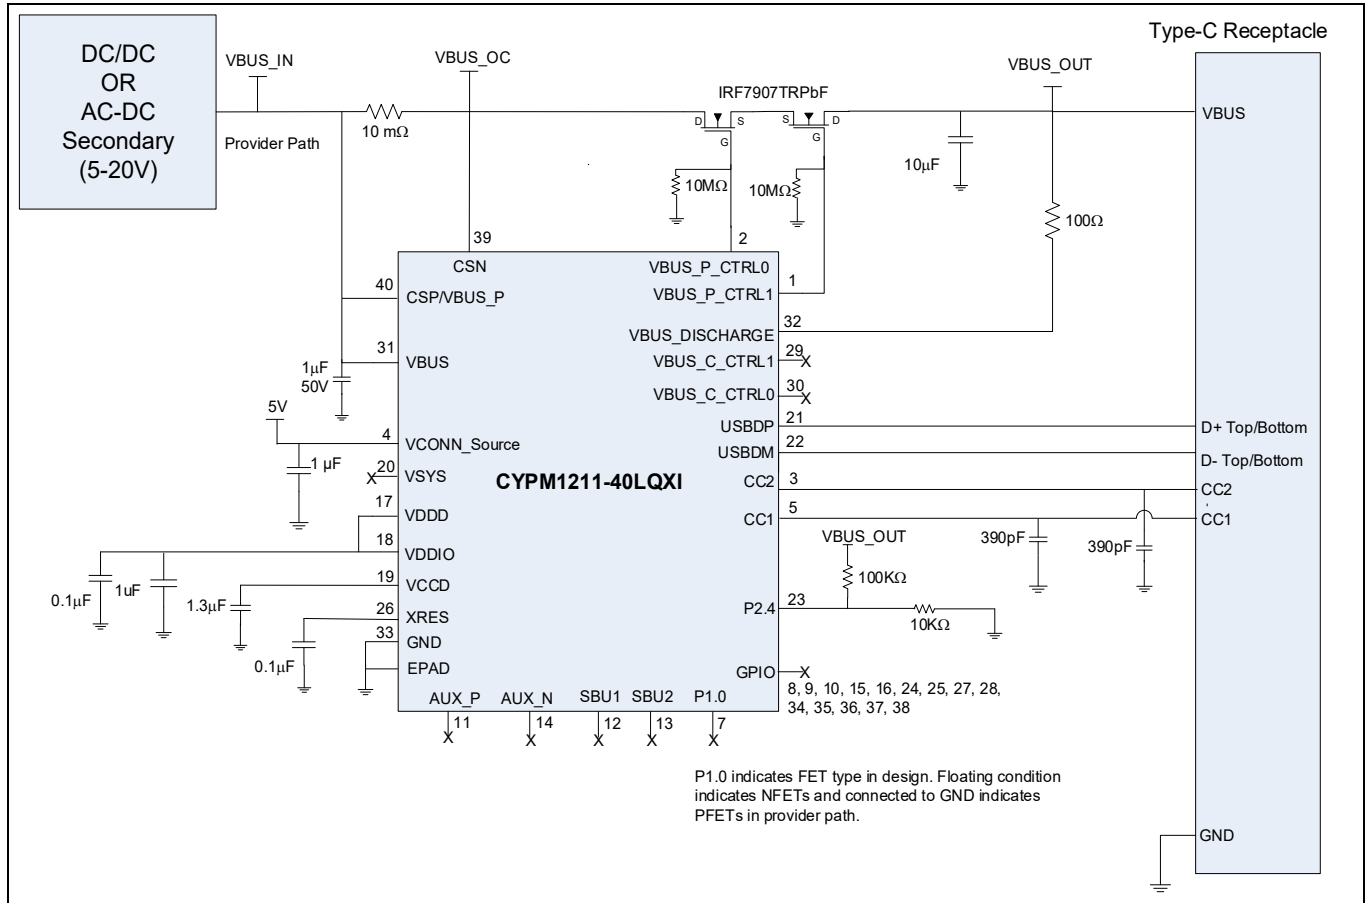 Type-C Receptacle
DC/DC
OR
AC-DC
Secondary
(5-20V)
VBUS_IN
VBUS_OC
VBUS_OUT
IRF7907TRPbF
Provider Path
10 mΩ
D
S
G
S
D
G
10MΩ
10MΩ
10µF
100Ω
VBUS
39
CSN
2
VBUS_P_CTRL0
40
CSP/VBUS_P
1
VBUS_P_CTRL1
32
VBUS_DISCHARGE
31
VBUS
29
VBUS_C_CTRL1
1µF
50V
30
VBUS_C_CTRL0
5V
21
USBDP
D+ Top/Bottom
4
VCONN_Source
22
USBDM
D- Top/Bottom
1 µF
20
VSYS
CYPM1211-40LQXI
3
CC2
CC2
17
VDDD
5
CC1
CC1
VBUS_OUT
390pF
390pF
18
VDDIO
100KΩ
0.1µF
1uF
19
VCCD
1.3µF
23
P2.4
10KΩ
26
XRES
33
GND
0.1µF
EPAD
GPIO
8, 9, 10, 15, 16, 24, 25, 27, 28,
34, 35, 36, 37, 38
AUX_P
AUX_N
SBU1
SBU2
P1.0
11
14
12
13
7
P1.0 indicates FET type in design. Floating condition
indicates NFETs and connected to GND indicates
PFETs in provider path.
GND